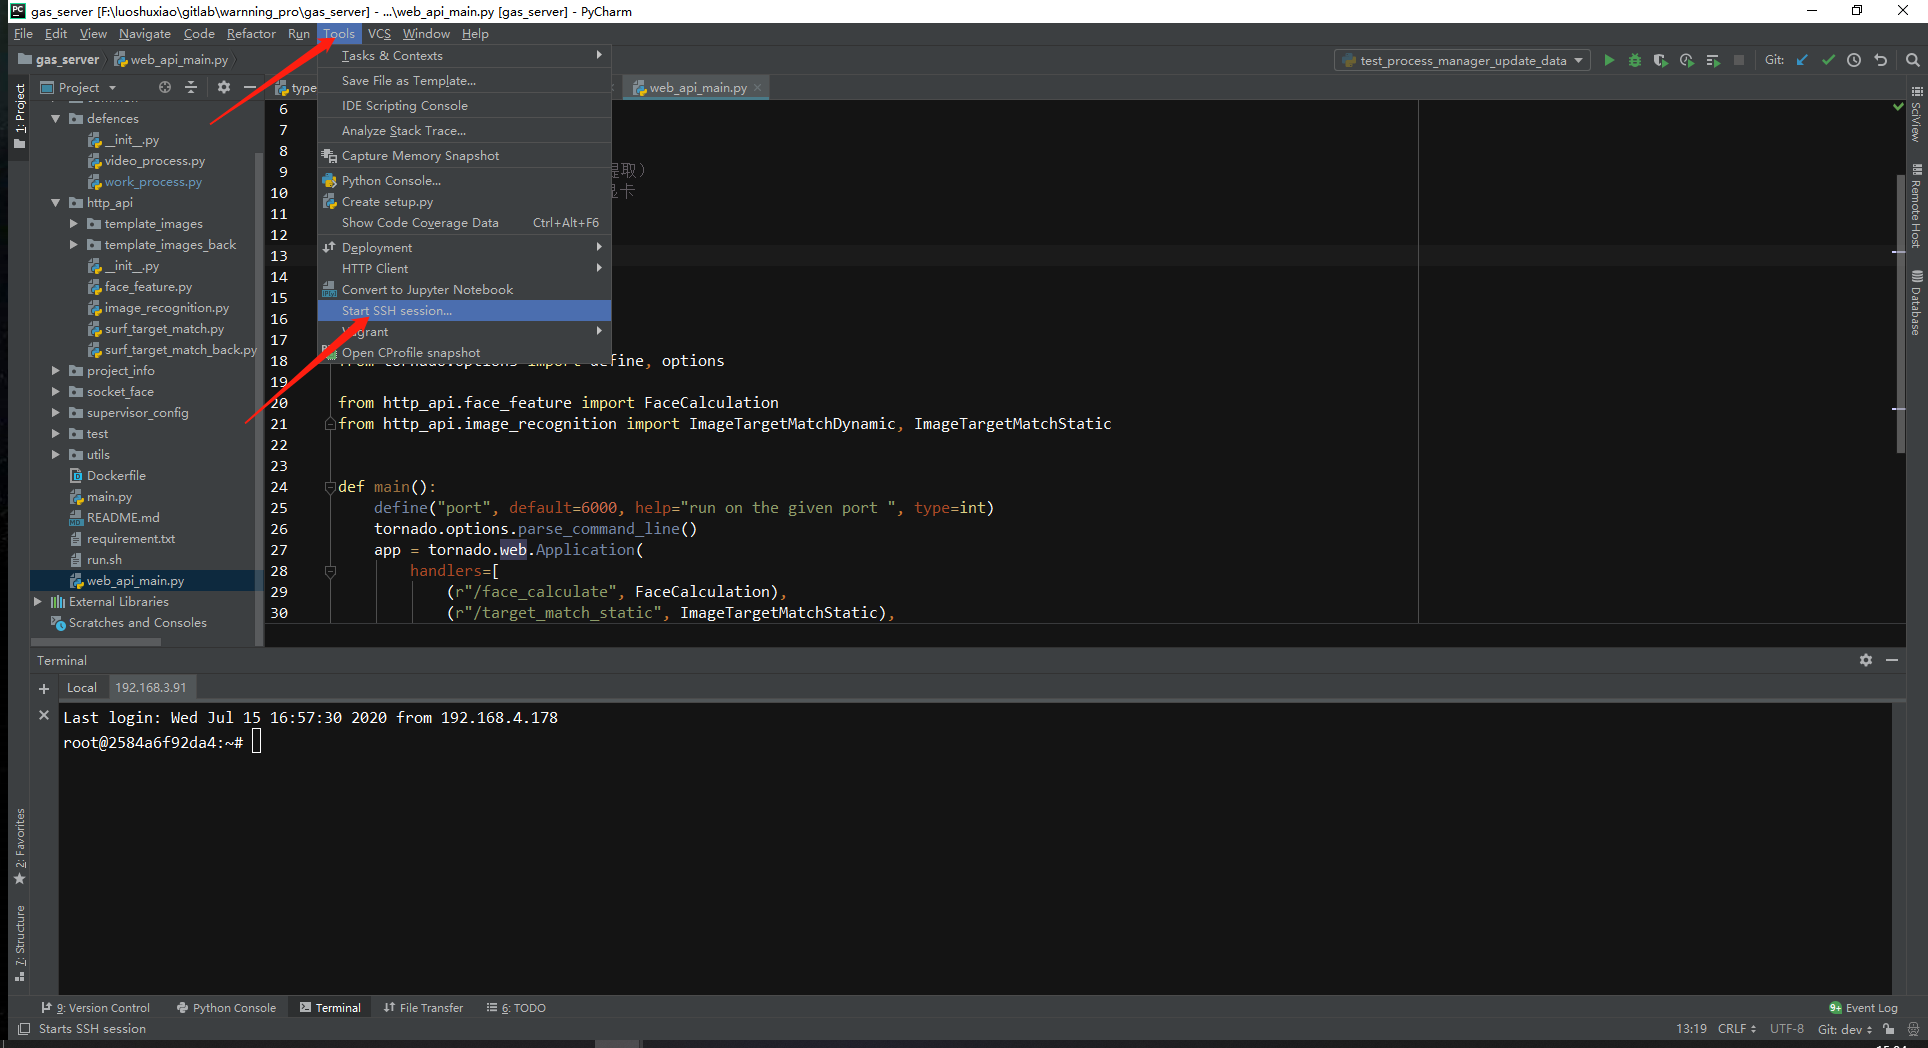 gas_server [F:\luoshuxiao\gitlab\warnning_pro\gas_server] - ...\web_api_main.py [gas_server] - PyCharm
File Edit View Navigate Code Refactor Run Tools VCS Window Help
gas_server web_api_main.py
test_process_manager_update_data Git:
Project
web_api_main.py
Tasks & Contexts
Save File as Template...
IDE Scripting Console
Analyze Stack Trace...
Capture Memory Snapshot
Python Console...
Create setup.py
Show Code Coverage Data Ctrl+Alt+F6
Deployment
HTTP Client
Convert to Jupyter Notebook
Start SSH session...
Vagrant
Open CProfile snapshot
1: Project
defences
__init__.py
video_process.py
work_process.py
http_api
template_images
template_images_back
__init__.py
face_feature.py
image_recognition.py
surf_target_match.py
surf_target_match_back.py
project_info
socket_face
supervisor_config
test
utils
Dockerfile
main.py
README.md
requirement.txt
run.sh
web_api_main.py
External Libraries
Scratches and Consoles
6
7
8
9 取）
10 卡
11
12
13
14
15
16
17
18 options import define, options
19
20 from http_api.face_feature import FaceCalculation
21 from http_api.image_recognition import ImageTargetMatchDynamic, ImageTargetMatchStatic
22
23
24 def main():
25 define("port", default=6000, help="run on the given port ", type=int)
26 tornado.options.parse_command_line()
27 app = tornado.web.Application(
28 handlers=[
29 (r"/face_calculate", FaceCalculation),
30 (r"/target_match_static", ImageTargetMatchStatic),
SciView
Remote Host
Database
Terminal
Local 192.168.3.91
Last login: Wed Jul 15 16:57:30 2020 from 192.168.4.178
root@2584a6f92da4:~#
2: Favorites
7: Structure
9: Version Control Python Console Terminal File Transfer 6: TODO
Event Log
Starts SSH session
13:19 CRLF UTF-8 Git: dev